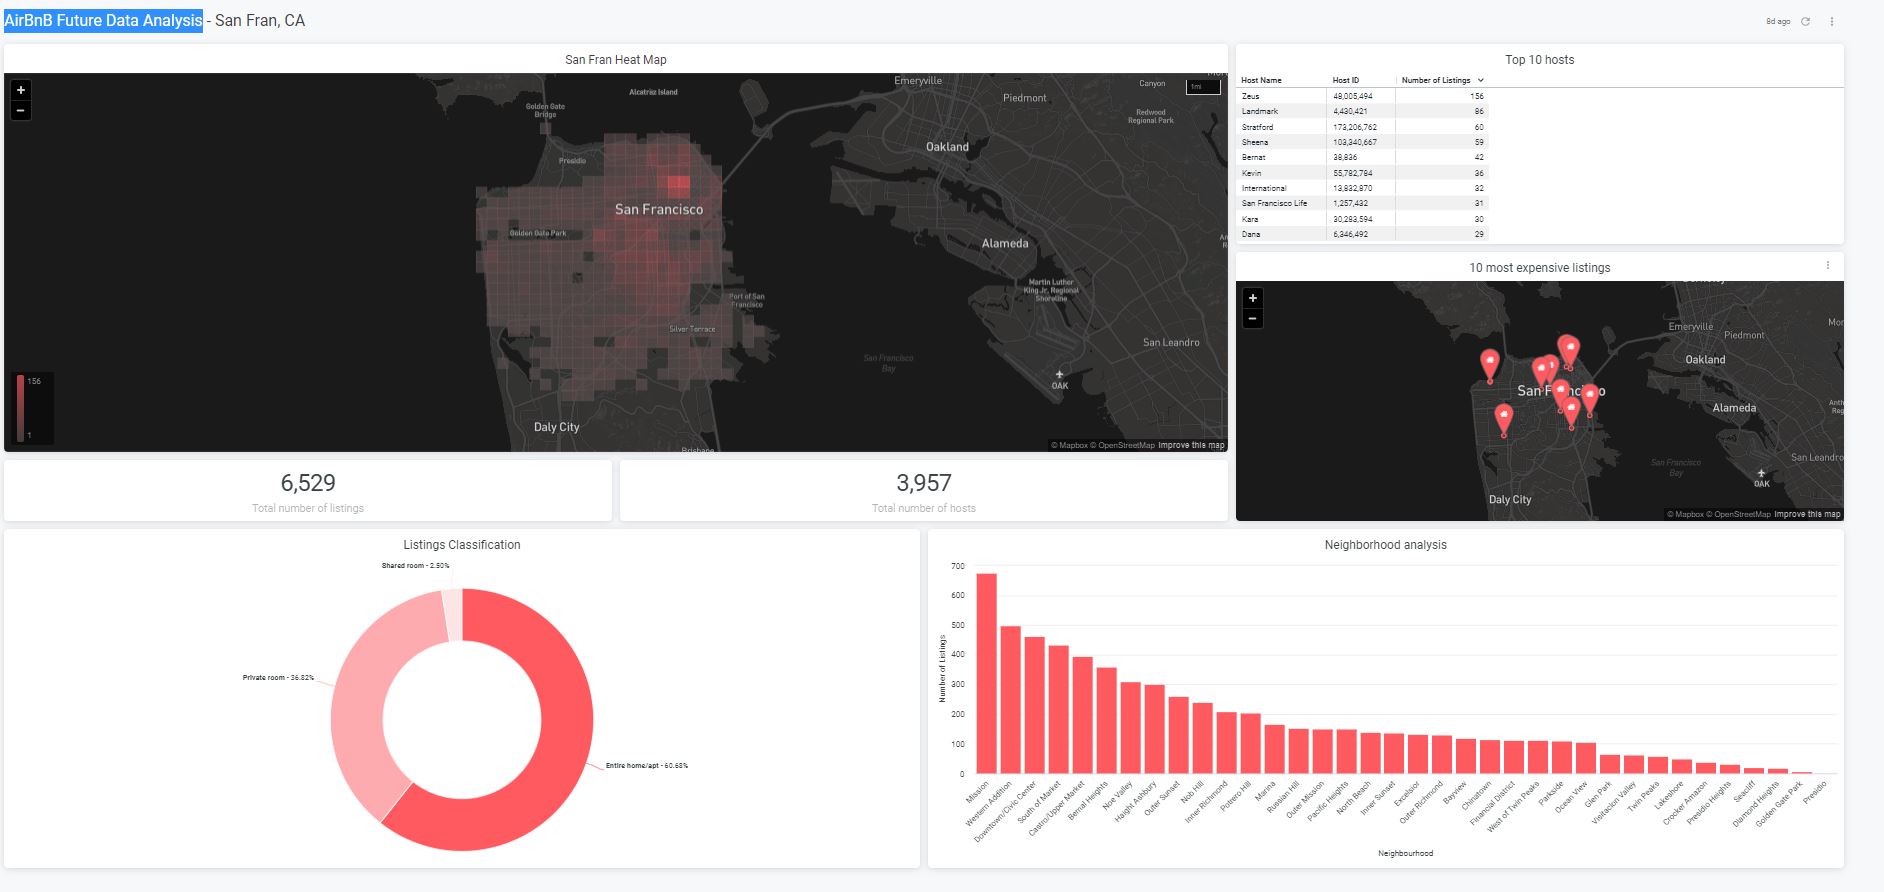 AirBnB Future Data Analysis - San Fran, CA
8d ago
San Fran Heat Map
+
−
Emeryville
Piedmont
Canyon
1mi
Alcatraz Island
Golden Gate
Bridge
Redwood
Regional Park
Oakland
Presidio
San Francisco
Golden Gate Park
Alameda
Martin Luther
King Jr. Regional
Shoreline
Port of San
Francisco
Silver Terrace
San Leandro
San Francisco
Bay
OAK
156
1
Daly City
Brisbane
© Mapbox © OpenStreetMap Improve this map
Top 10 hosts
Host Name Host ID Number of Listings
Zeus 48,005,494 156
Landmark 4,430,421 86
Stratford 173,206,762 60
Sheena 103,340,667 59
Bernat 38,836 42
Kevin 55,782,784 36
International 13,832,870 32
San Francisco Life 1,257,432 31
Kara 30,283,594 30
Dana 6,346,492 29
10 most expensive listings
+
−
Emeryville
Piedmont
Mor
Oakland
San Francisco
Alameda
Anth
Reg
San Leandro
San Francisco
Bay
OAK
Daly City
© Mapbox © OpenStreetMap Improve this map
6,529
Total number of listings
3,957
Total number of hosts
Listings Classification
Shared room - 2.50%
Private room - 36.82%
Entire home/apt - 60.68%
Neighborhood analysis
Number of Listings
700
600
500
400
300
200
100
0
Mission
Western Addition
Downtown/Civic Center
South of Market
Castro/Upper Market
Bernal Heights
Noe Valley
Haight Ashbury
Outer Sunset
Nob Hill
Inner Richmond
Potrero Hill
Marina
Russian Hill
Outer Mission
Pacific Heights
North Beach
Inner Sunset
Excelsior
Outer Richmond
Bayview
Chinatown
Financial District
West of Twin Peaks
Parkside
Ocean View
Glen Park
Visitacion Valley
Twin Peaks
Lakeshore
Crocker Amazon
Presidio Heights
Seacliff
Diamond Heights
Golden Gate Park
Presidio
Neighbourhood